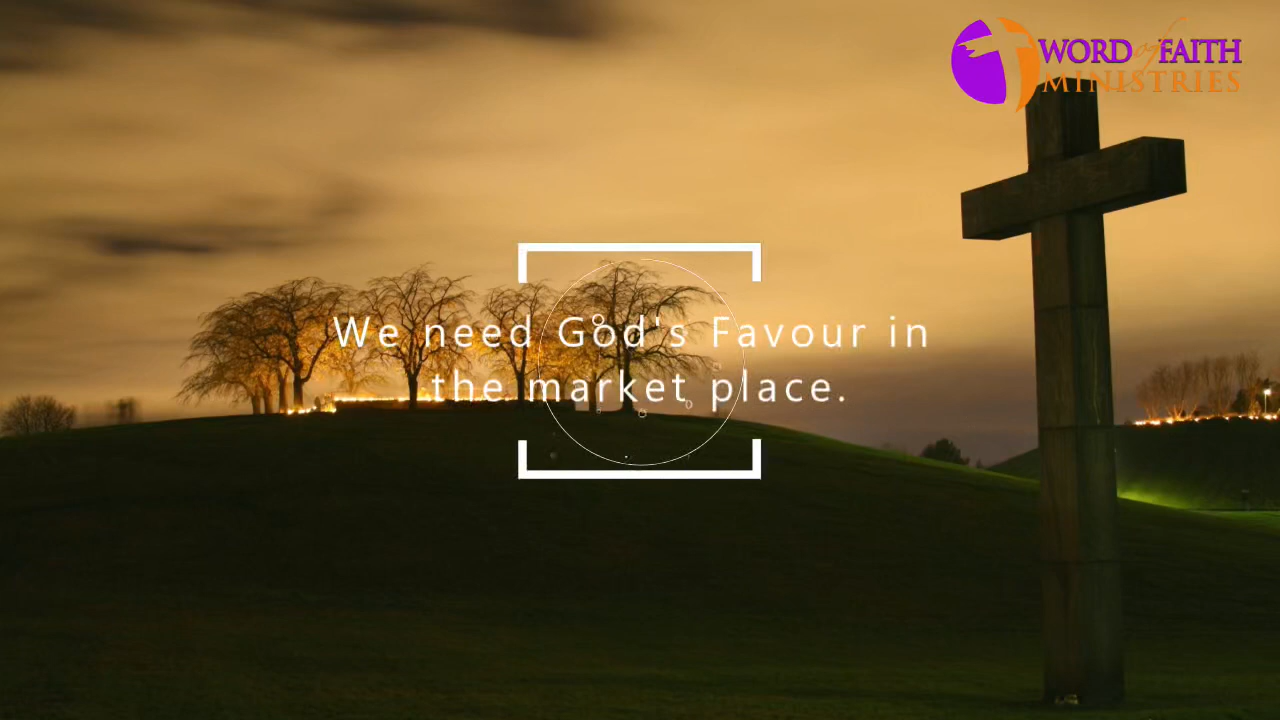 WORD of FAITH
MINISTRIES
We need God's Favour in
the market place.